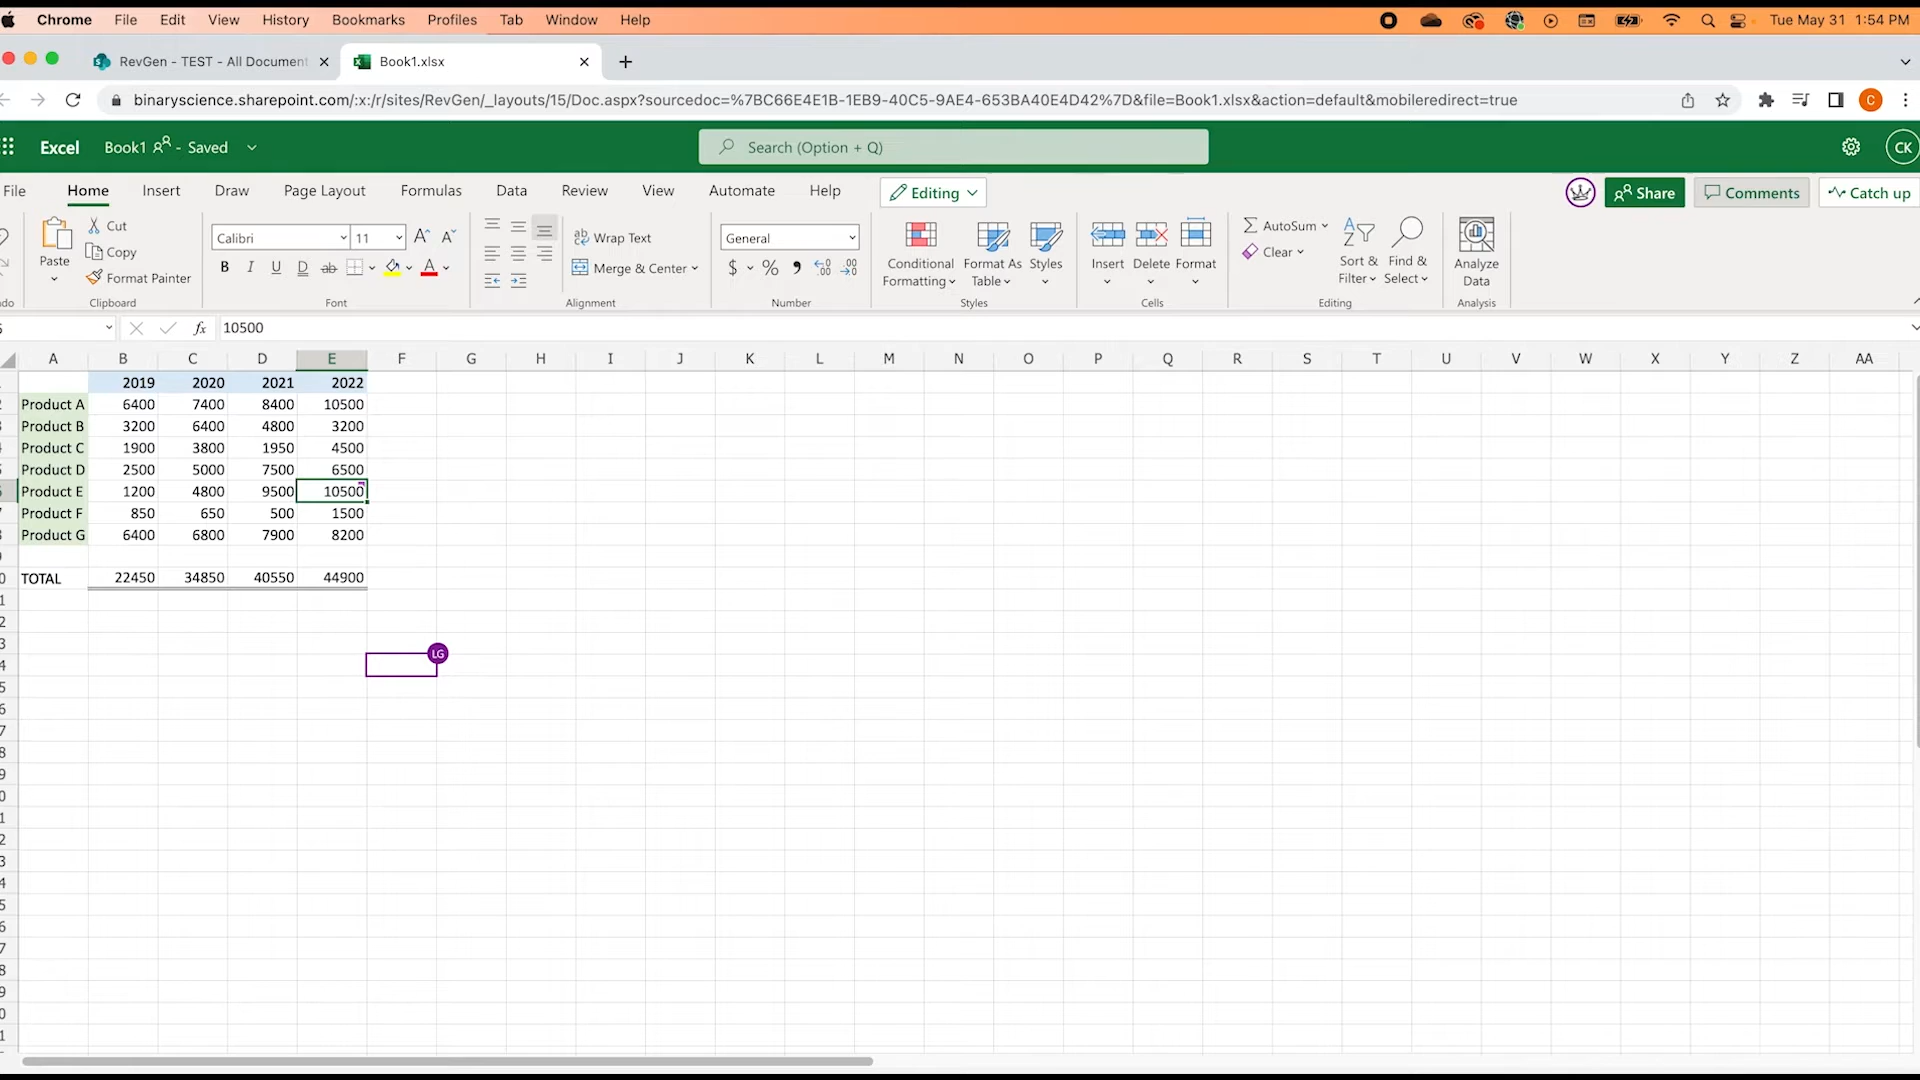 Chrome File Edit View History Bookmarks Profiles Tab Window Help Tue May 31 1:54 PM
RevGen - TEST - All Document Book1.xlsx
binaryscience.sharepoint.com/:x:/r/sites/RevGen/_layouts/15/Doc.aspx?sourcedoc=%7BC66E4E1B-1EB9-40C5-9AE4-653BA40E4D42%7D&file=Book1.xlsx&action=default&mobileredirect=true C
Excel Book1 - Saved Search (Option + Q) CK
File Home Insert Draw Page Layout Formulas Data Review View Automate Help Editing Share Comments Catch up
Cut
Paste Copy
Format Painter
Calibri 11
B I U D ab
Wrap Text
Merge & Center
General
$ % 9 .00 .00
Conditional Formatting Format As Table Styles Insert Delete Format
AutoSum
Clear
Sort & Filter Find & Select Analyze Data
Clipboard Font Alignment Number Styles Cells Editing Analysis
fx 10500
A B C D E F G H I J K L M N O P Q R S T U V W X Y Z AA
2019 2020 2021 2022
Product A 6400 7400 8400 10500
Product B 3200 6400 4800 3200
Product C 1900 3800 1950 4500
Product D 2500 5000 7500 6500
Product E 1200 4800 9500 10500
Product F 850 650 500 1500
Product G 6400 6800 7900 8200
TOTAL 22450 34850 40550 44900
LG